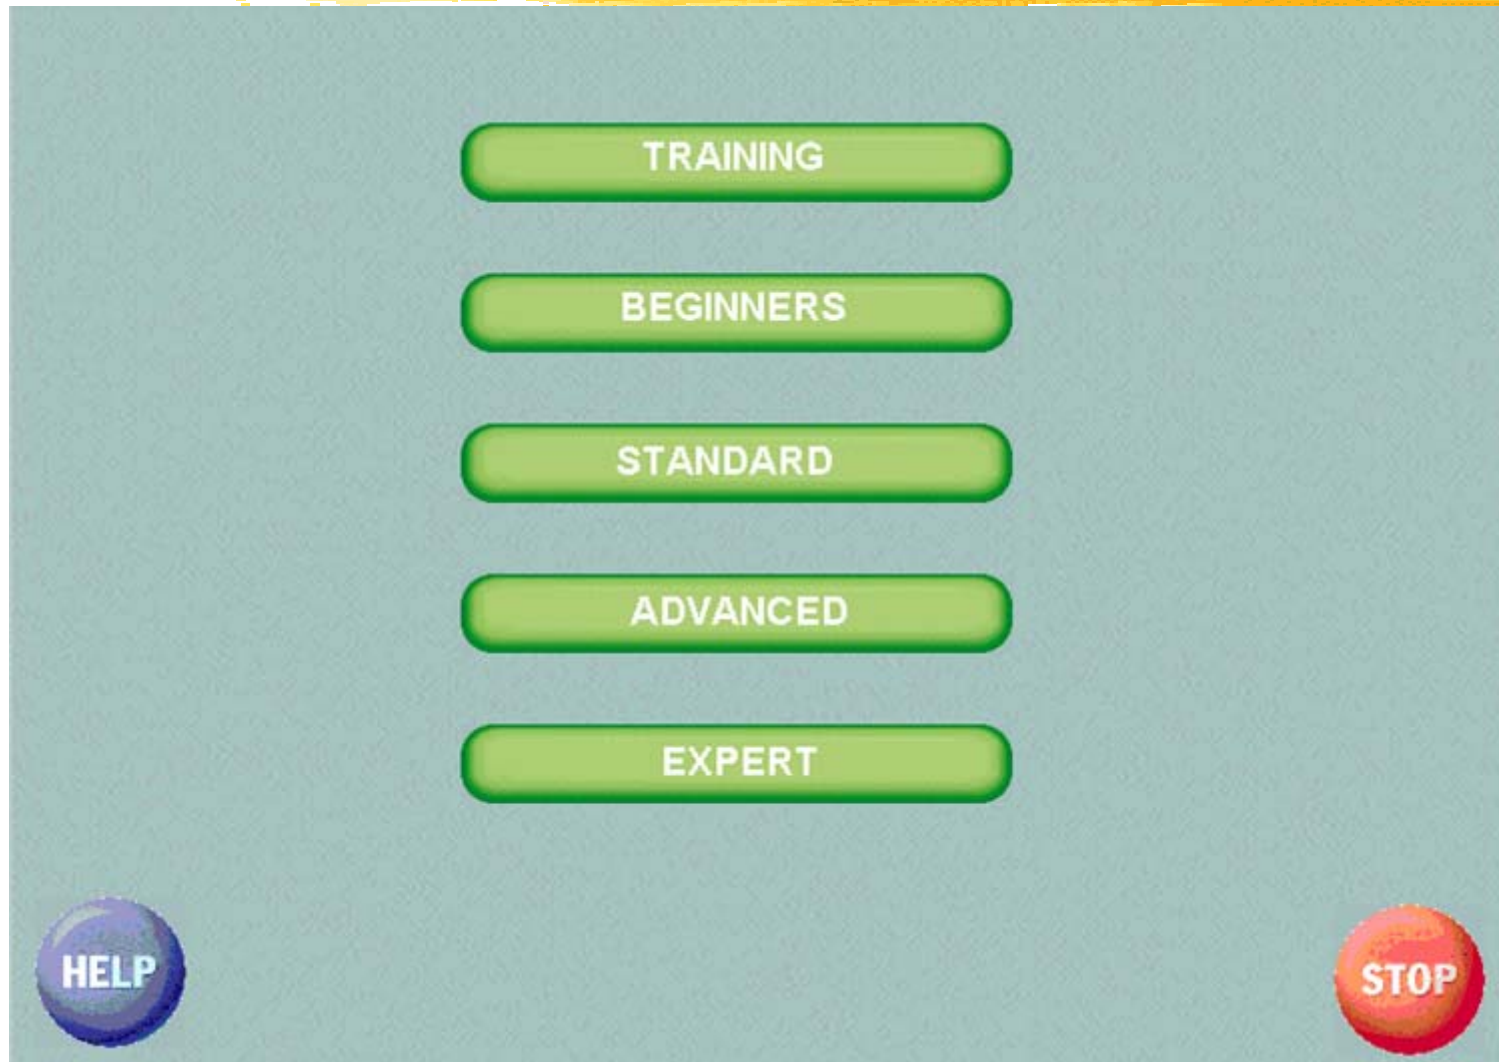 TRAINING
BEGINNERS
STANDARD
ADVANCED
EXPERT
HELP
STOP